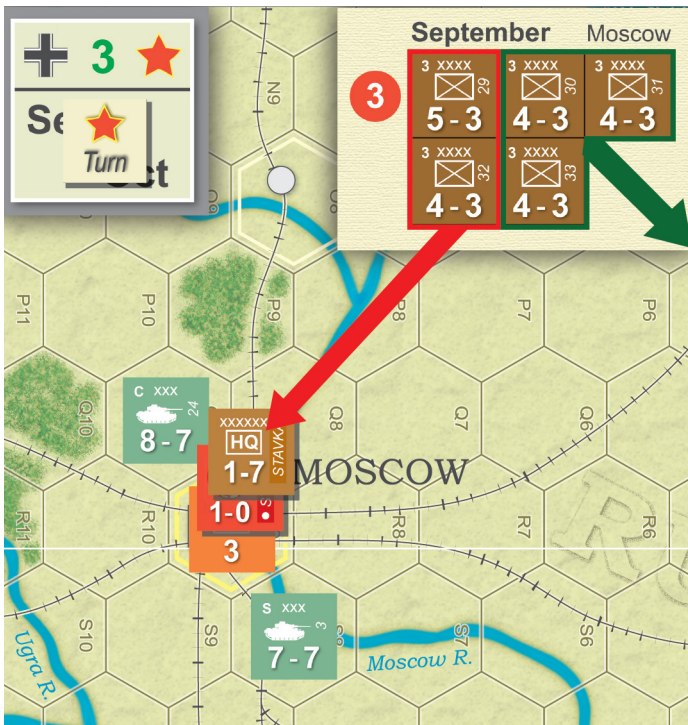 3
Se
Turn
Oct
September Moscow
3
3 XXXX 29
5 - 3
3 XXXX 30
4 - 3
3 XXXX 31
4 - 3
3 XXXX 32
4 - 3
3 XXXX 33
4 - 3
N9
O8
P11
P10
P9
P8
P7
P6
Q10
Q8
Q7
Q6
C XXX 24
8 - 7
XXXXXX
HQ
STAVKA
1-7
MOSCOW
1-0
3
R11
R10
R8
R7
R6
Ugra R.
S10
S9
S XXX 3
7 - 7
Moscow R.
S7
S6